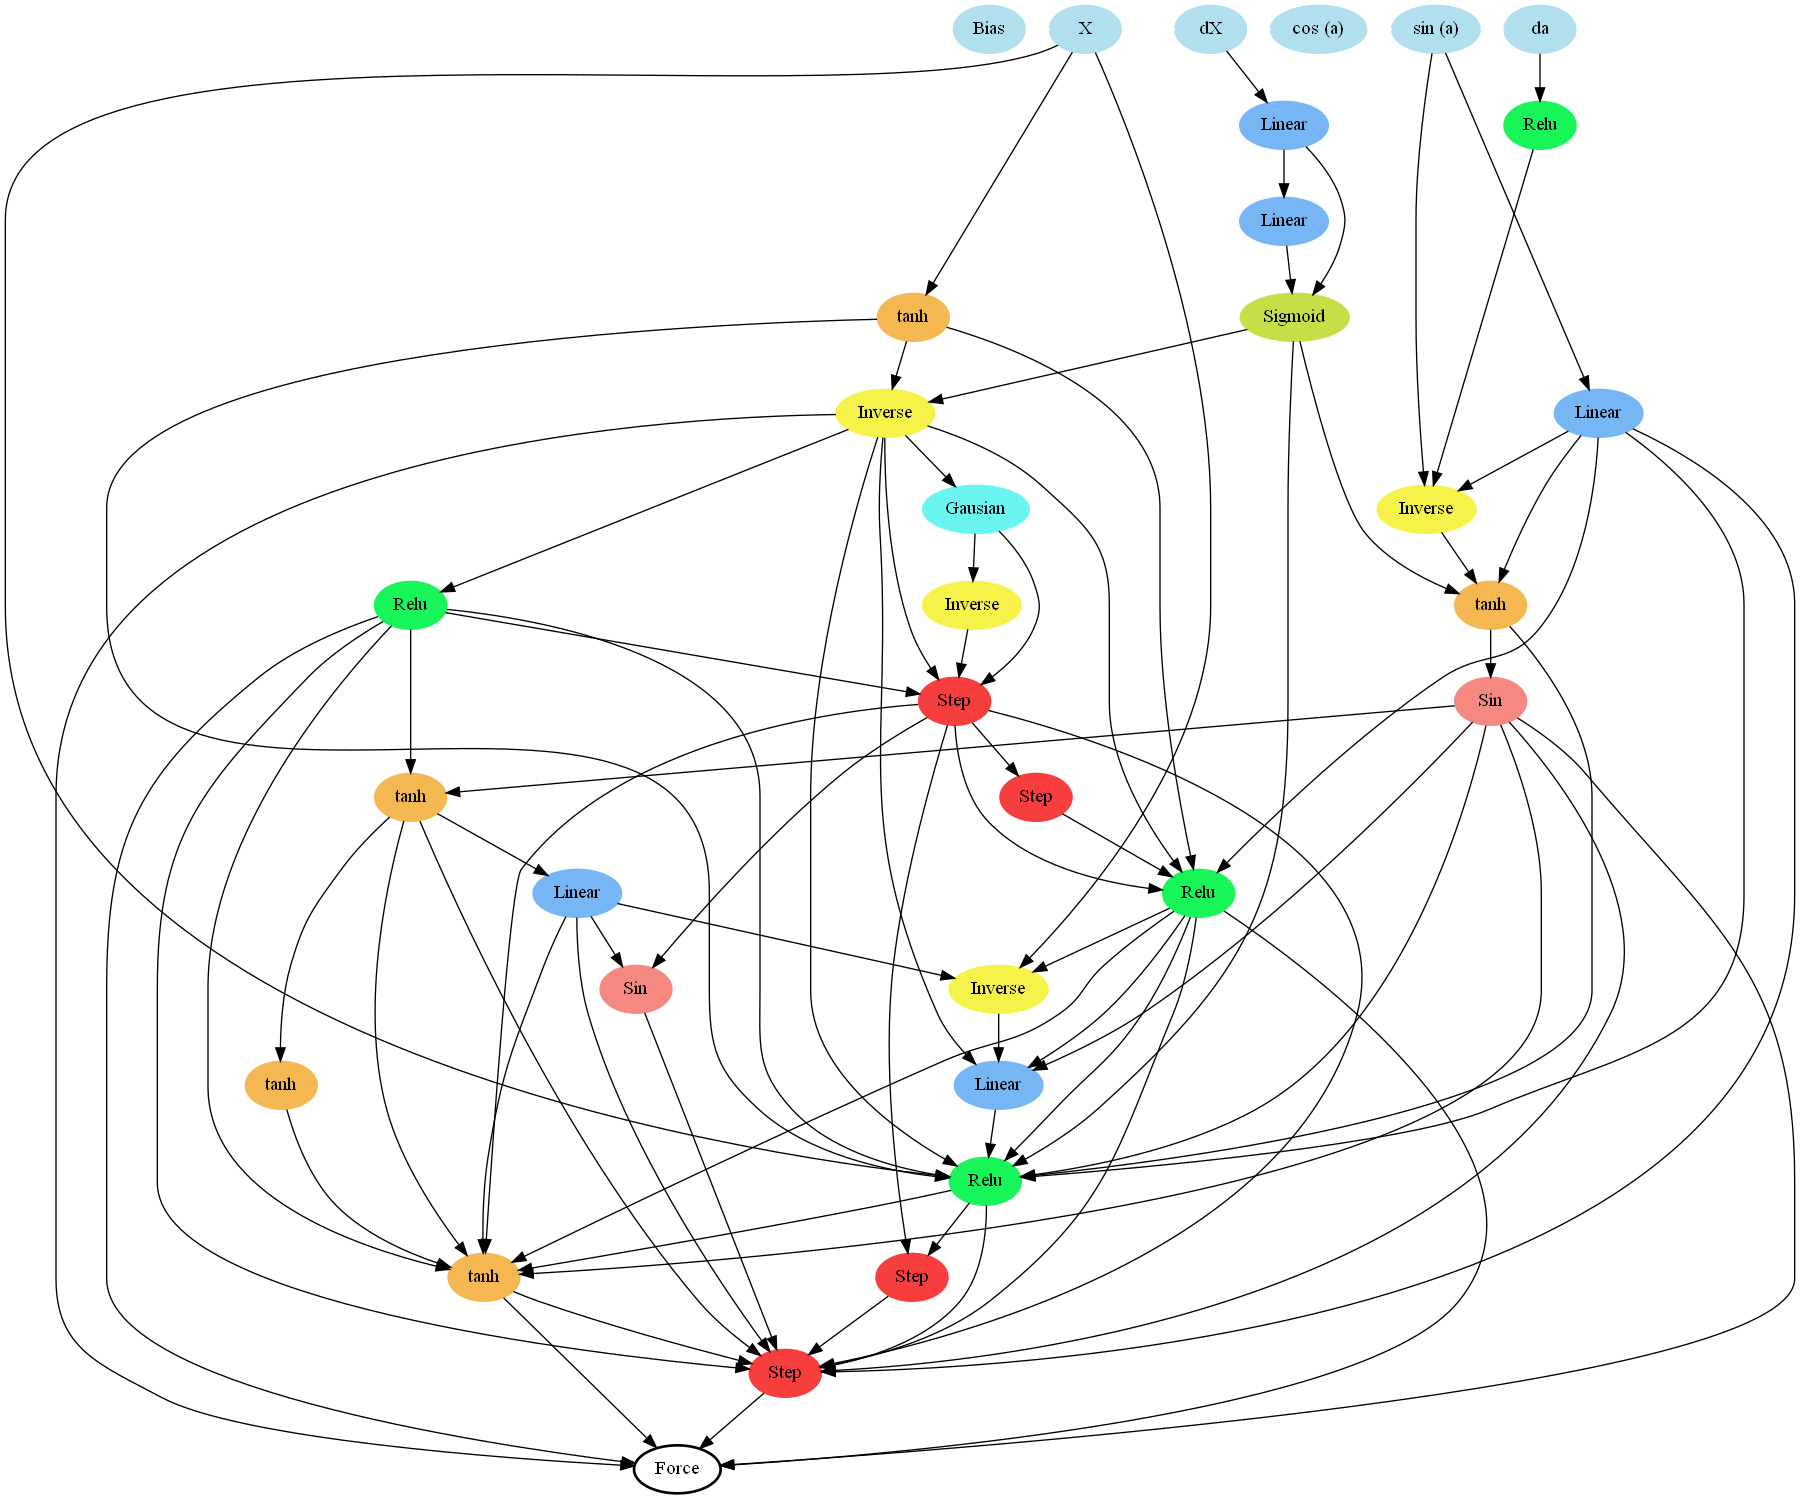 Bias
X
dX
cos (a)
sin (a)
da
Linear
Relu
Linear
tanh
Sigmoid
Inverse
Linear
Gausian
Inverse
Relu
Inverse
tanh
Step
Sin
tanh
Step
Linear
Relu
Sin
Inverse
tanh
Linear
Relu
tanh
Step
Step
Force